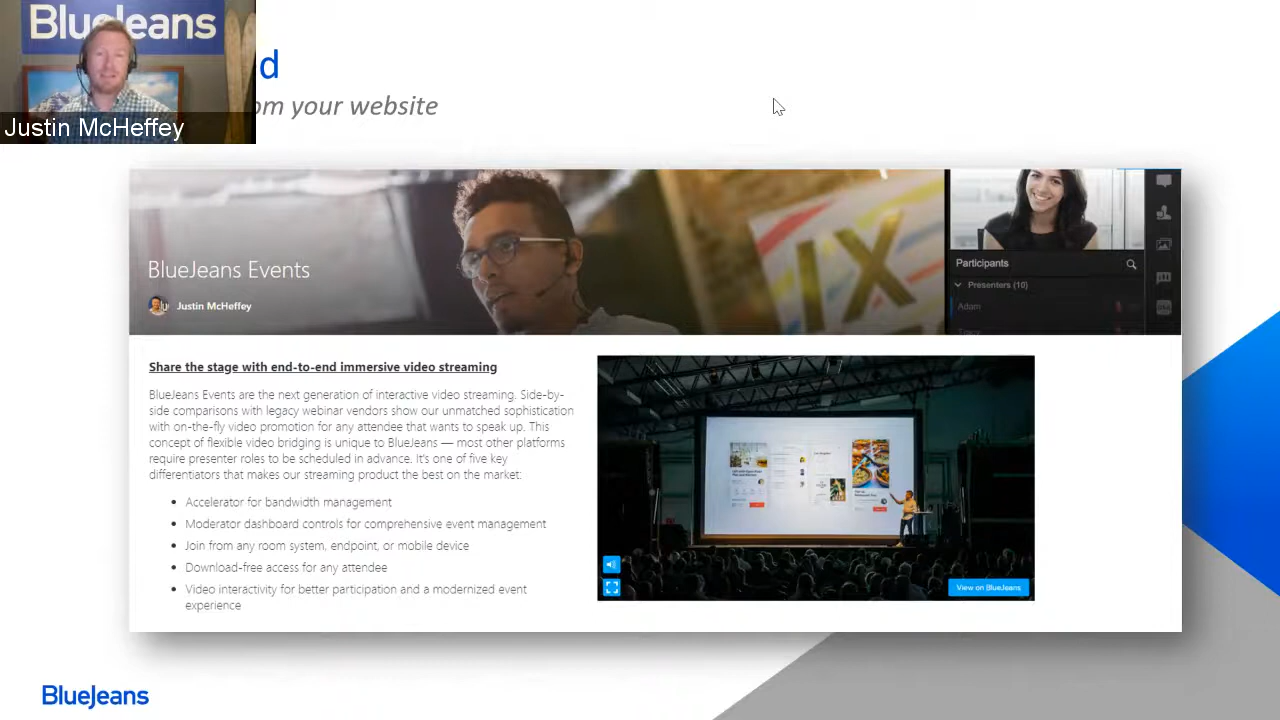 BlueJeans
d
om your website
Justin McHeffey
BlueJeans Events
Justin McHeffey
Participants
Presenters (10)
Adam
IX
Share the stage with end-to-end immersive video streaming
BlueJeans Events are the next generation of interactive video streaming. Side-by-
side comparisons with legacy webinar vendors show our unmatched sophistication
with on-the-fly video promotion for any attendee that wants to speak up. This
concept of flexible video bridging is unique to BlueJeans — most other platforms
require presenter roles to be scheduled in advance. It's one of five key
differentiators that makes our streaming product the best on the market:
• Accelerator for bandwidth management
• Moderator dashboard controls for comprehensive event management
• Join from any room system, endpoint, or mobile device
• Download-free access for any attendee
• Video interactivity for better participation and a modernized event
experience
View on BlueJeans
BlueJeans